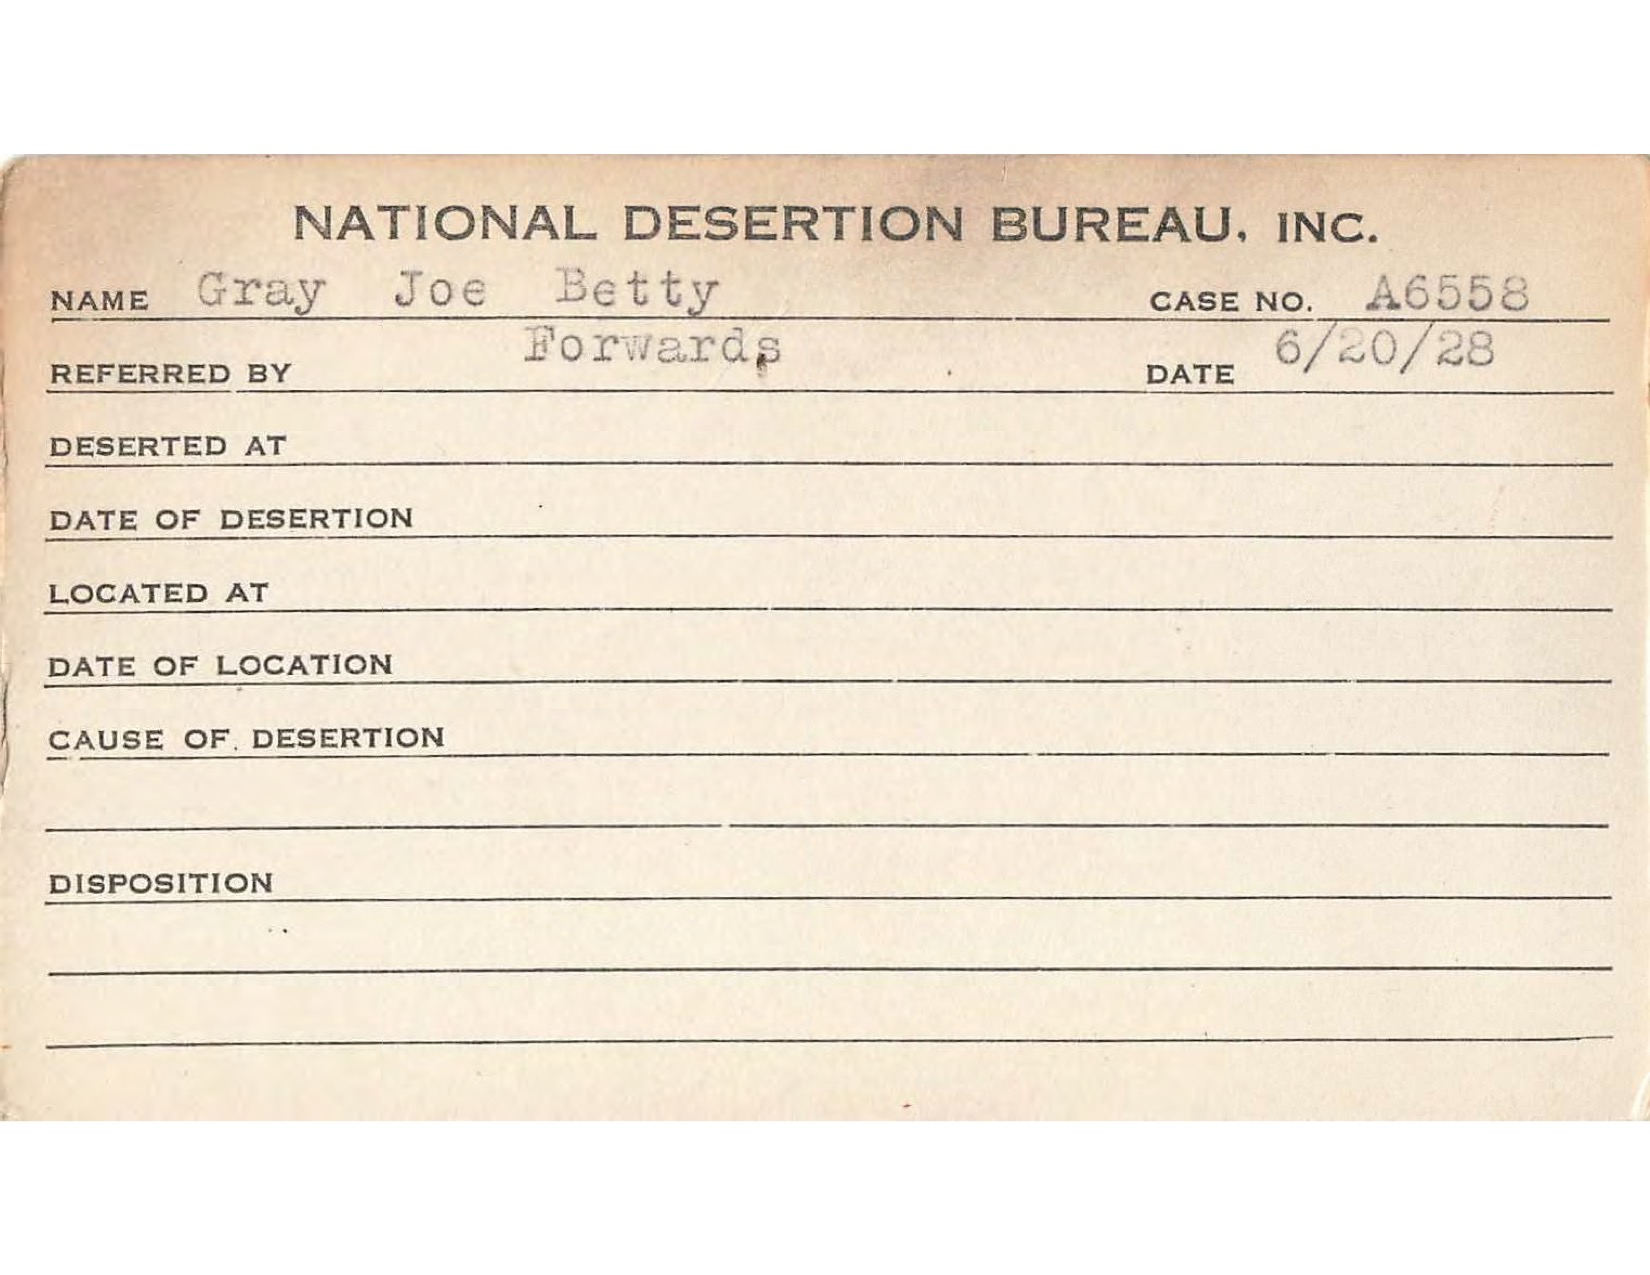 NATIONAL DESERTION BUREAU, INC.
NAME Gray Joe Betty CASE NO. A6558
REFERRED BY Forwards DATE 6/20/28
DESERTED AT
DATE OF DESERTION
LOCATED AT
DATE OF LOCATION
CAUSE OF DESERTION
DISPOSITION